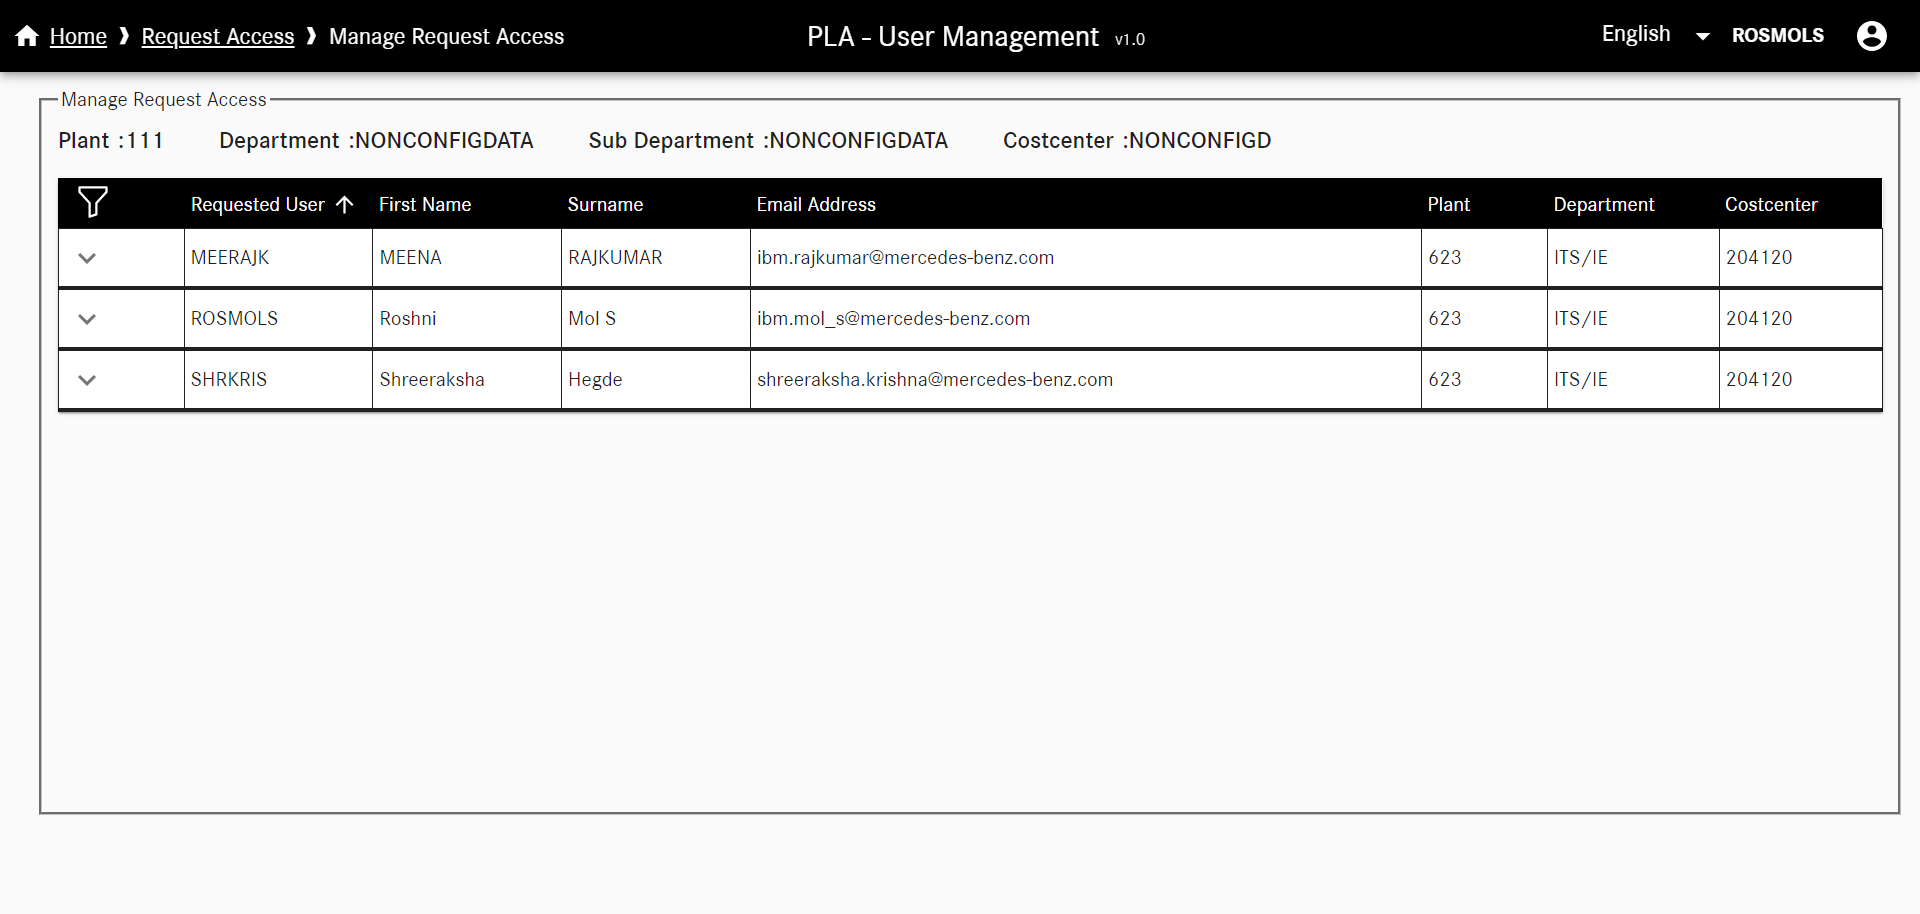 Home ❱ Request Access ❱ Manage Request Access PLA - User Management v1.0 English ROSMOLS
Manage Request Access
Plant :111 Department :NONCONFIGDATA Sub Department :NONCONFIGDATA Costcenter :NONCONFIGD
Requested User First Name Surname Email Address Plant Department Costcenter
MEERAJK MEENA RAJKUMAR ibm.rajkumar@mercedes-benz.com 623 ITS/IE 204120
ROSMOLS Roshni Mol S ibm.mol_s@mercedes-benz.com 623 ITS/IE 204120
SHRKRIS Shreeraksha Hegde shreeraksha.krishna@mercedes-benz.com 623 ITS/IE 204120